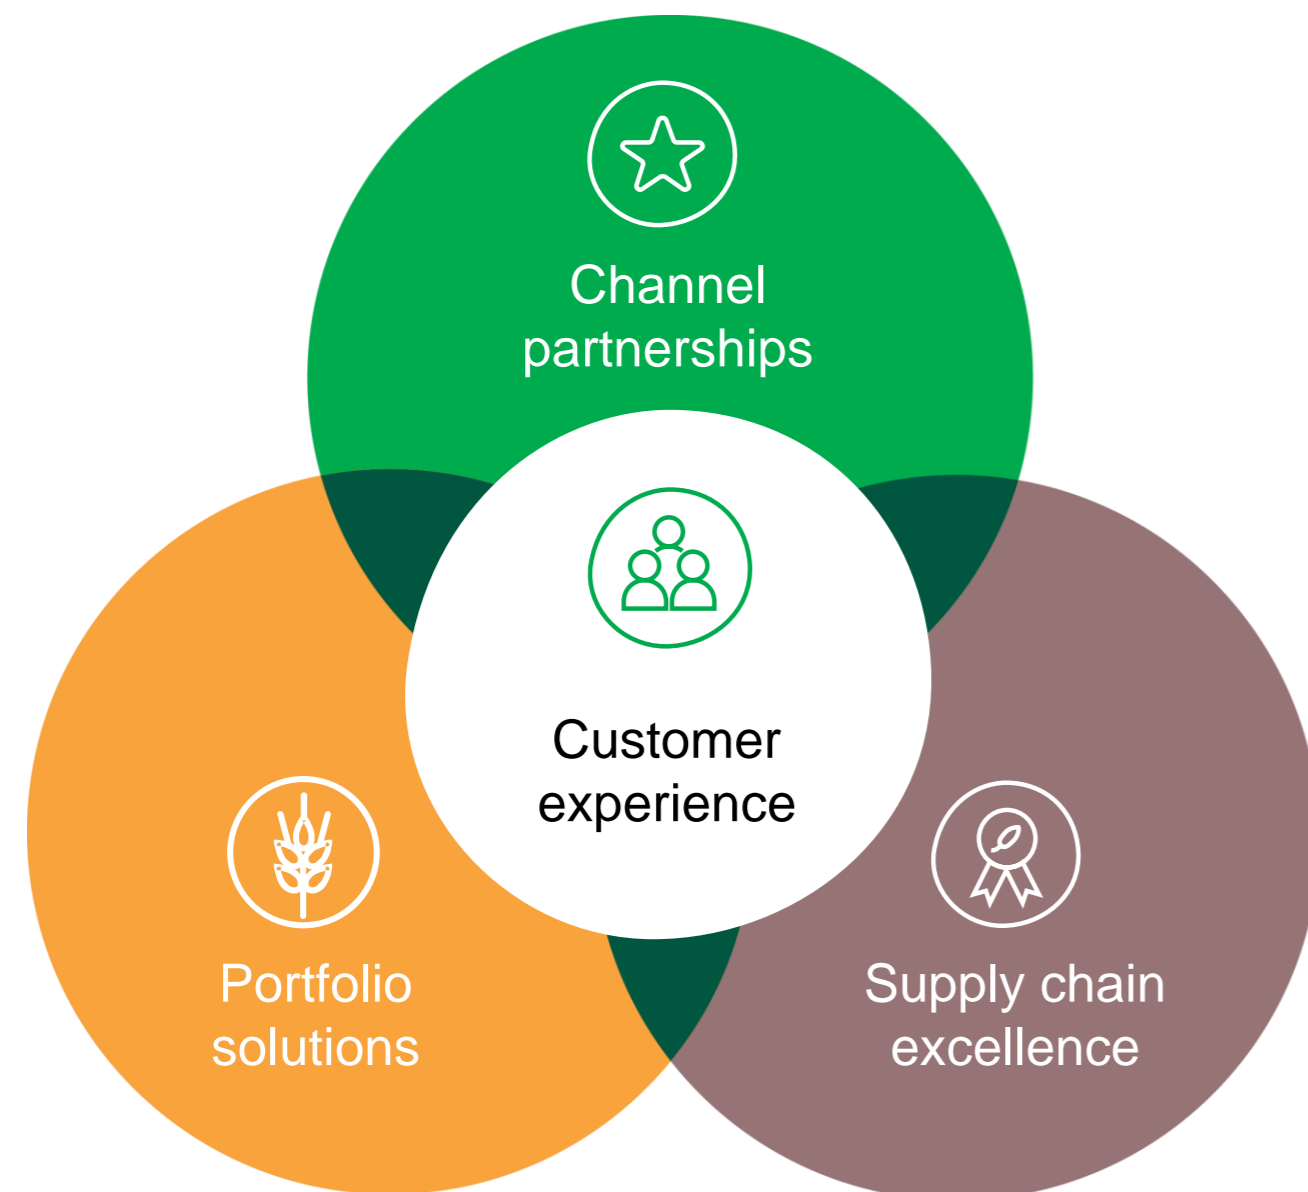 Channel
partnerships
Customer
experience
Portfolio
solutions
Supply chain
excellence